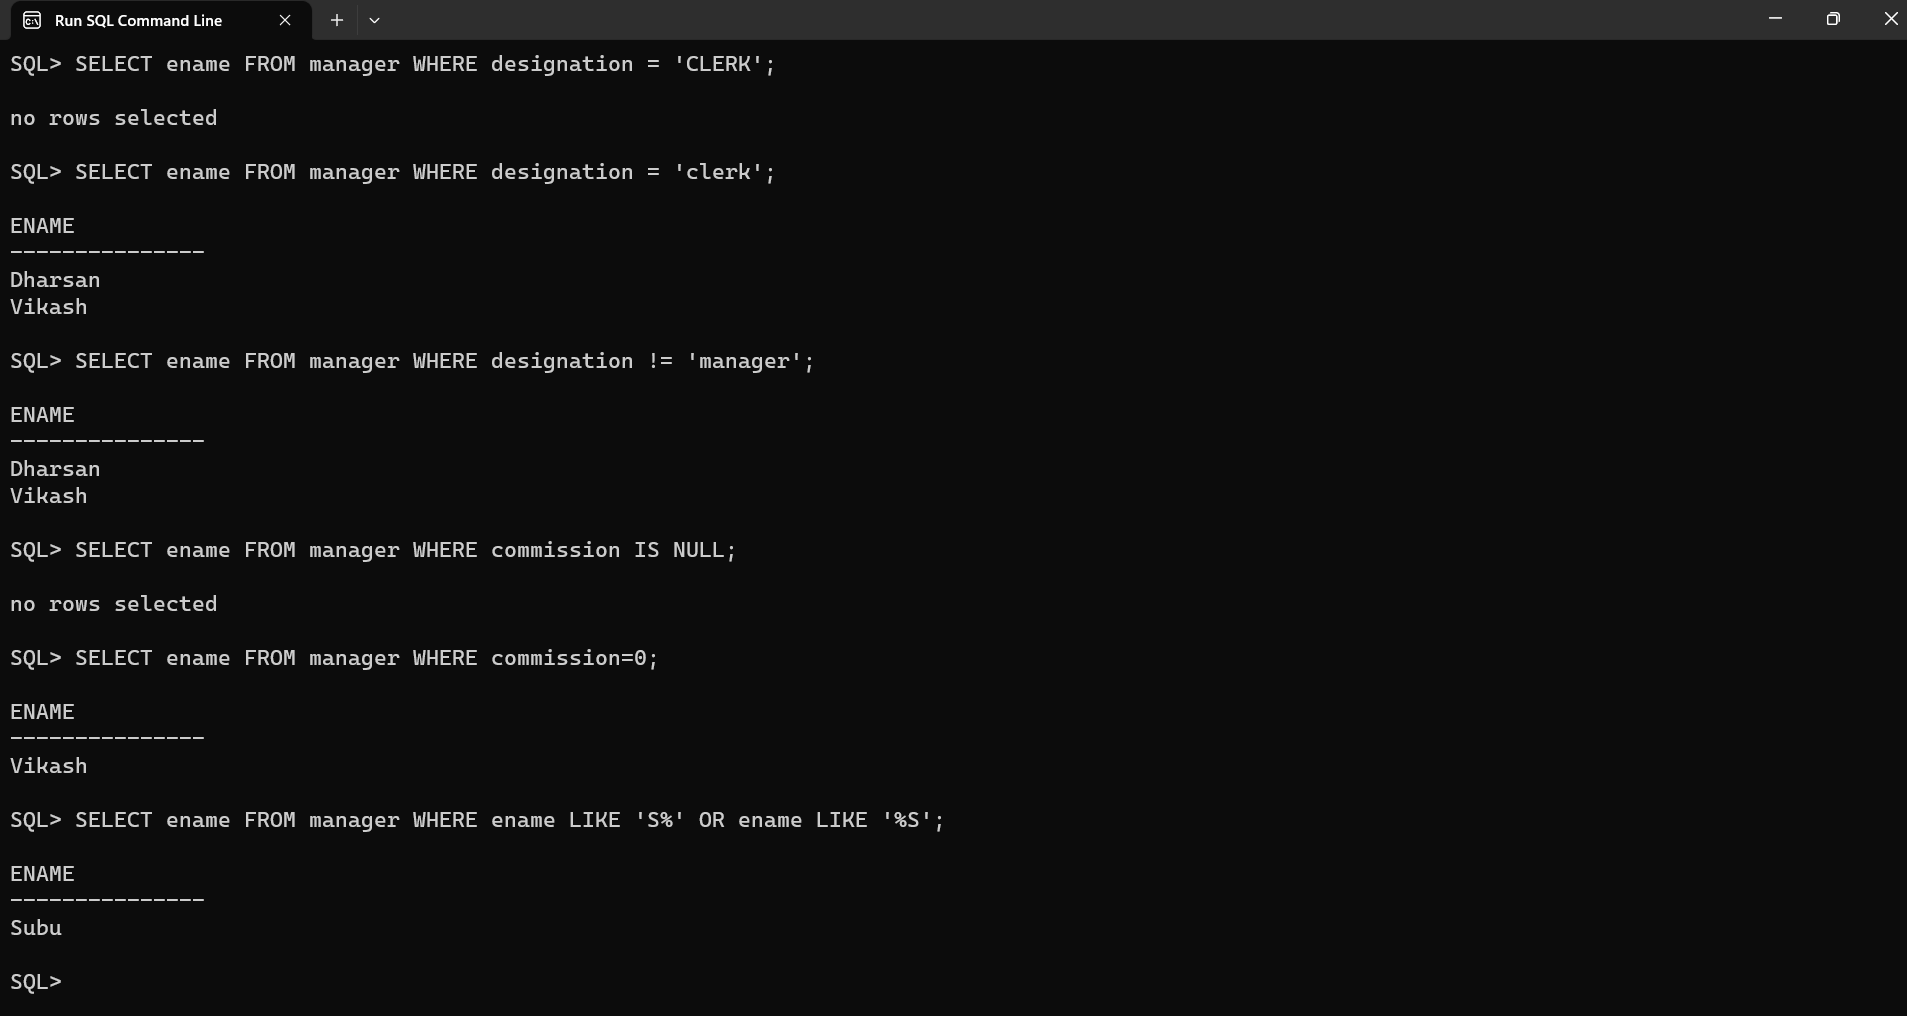 Run SQL Command Line
SQL> SELECT ename FROM manager WHERE designation = 'CLERK';
no rows selected
SQL> SELECT ename FROM manager WHERE designation = 'clerk';
ENAME
---------------
Dharsan
Vikash
SQL> SELECT ename FROM manager WHERE designation != 'manager';
ENAME
---------------
Dharsan
Vikash
SQL> SELECT ename FROM manager WHERE commission IS NULL;
no rows selected
SQL> SELECT ename FROM manager WHERE commission=0;
ENAME
---------------
Vikash
SQL> SELECT ename FROM manager WHERE ename LIKE 'S%' OR ename LIKE '%S';
ENAME
---------------
Subu
SQL>